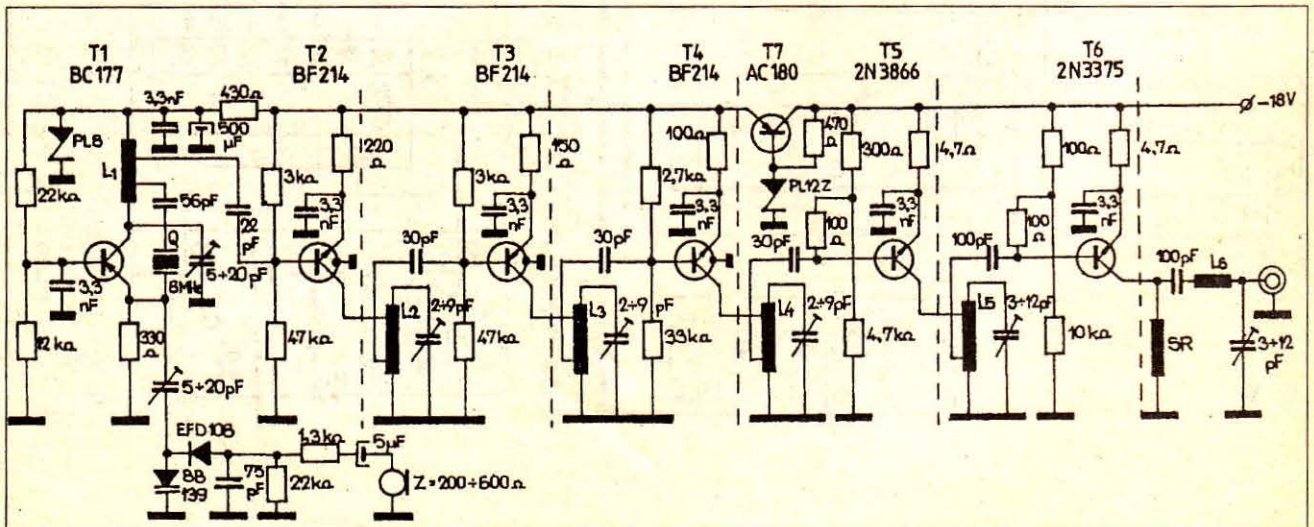 T1
BC177
T2
BF214
T3
BF214
T4
BF214
T7
AC180
T5
2N3866
T6
2N3375
-18V
PL8
3,3nF
500
µF
430Ω
220
Ω
150
Ω
100Ω
470
Ω
300Ω
4,7Ω
100Ω
4,7Ω
22kΩ
L1
56pF
22
pF
3kΩ
3,3
nF
3kΩ
3,3
nF
2,7kΩ
3,3
nF
PL12Z
100
Ω
3,3
nF
100
Ω
3,3
nF
Q
8MHz
5÷20pF
30pF
30pF
30pF
100pF
100pF
L6
3,3
nF
12kΩ
330
Ω
47kΩ
L2
2÷9pF
47kΩ
L3
2÷9
pF
33kΩ
L4
2÷9pF
4,7kΩ
L5
3÷12pF
10kΩ
SR
3÷12
pF
5÷20pF
EFD108
1,3kΩ
5µF
BB
139
75
pF
22kΩ
Z=200÷600Ω